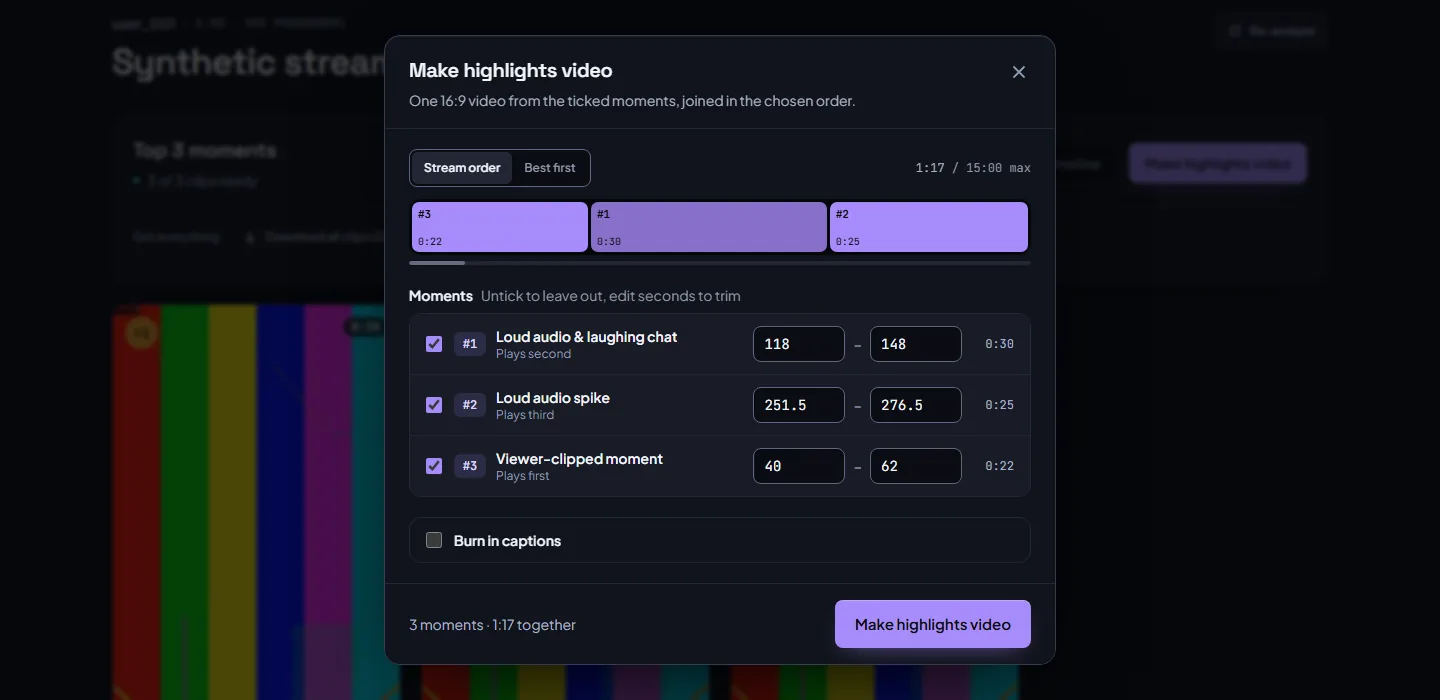 Synthetic stream
Make highlights video
One 16:9 video from the ticked moments, joined in the chosen order.
Top 3 moments
Stream order Best first 1:17 / 15:00 max
#3 #1 #2
0:22 0:30 0:25
Moments Untick to leave out, edit seconds to trim
#1 Loud audio & laughing chat 118 – 148 0:30
Plays second
#2 Loud audio spike 251.5 – 276.5 0:25
Plays third
#3 Viewer-clipped moment 40 – 62 0:22
Plays first
Burn in captions
3 moments · 1:17 together Make highlights video